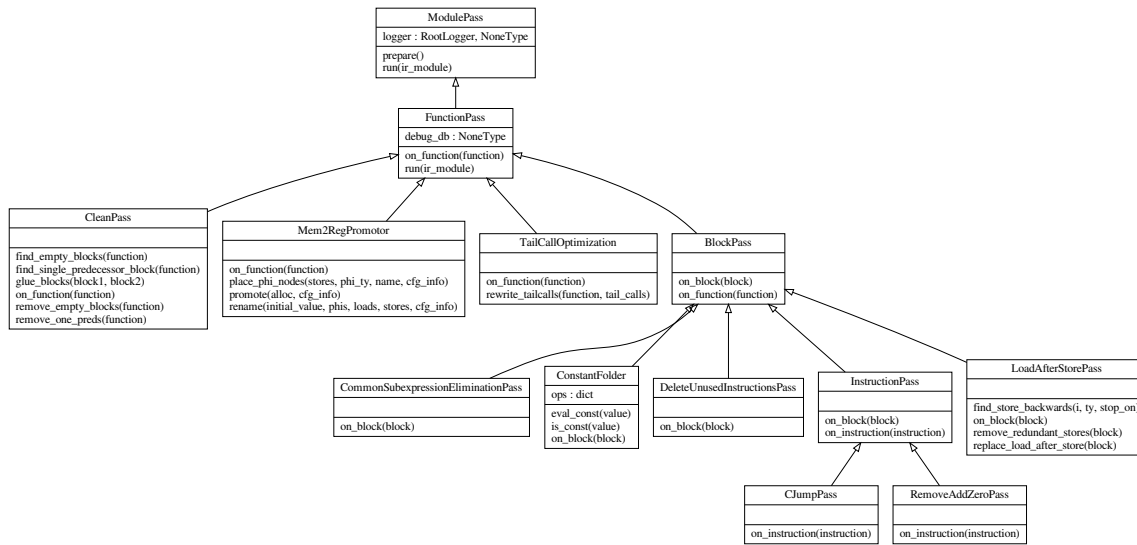 ModulePass
logger : RootLogger, NoneType
prepare()
run(ir_module)
FunctionPass
debug_db : NoneType
on_function(function)
run(ir_module)
CleanPass
find_empty_blocks(function)
find_single_predecessor_block(function)
glue_blocks(block1, block2)
on_function(function)
remove_empty_blocks(function)
remove_one_preds(function)
Mem2RegPromotor
on_function(function)
place_phi_nodes(stores, phi_ty, name, cfg_info)
promote(alloc, cfg_info)
rename(initial_value, phis, loads, stores, cfg_info)
TailCallOptimization
on_function(function)
rewrite_tailcalls(function, tail_calls)
BlockPass
on_block(block)
on_function(function)
CommonSubexpressionEliminationPass
on_block(block)
ConstantFolder
ops : dict
eval_const(value)
is_const(value)
on_block(block)
DeleteUnusedInstructionsPass
on_block(block)
InstructionPass
on_block(block)
on_instruction(instruction)
LoadAfterStorePass
find_store_backwards(i, ty, stop_on)
on_block(block)
remove_redundant_stores(block)
replace_load_after_store(block)
CJumpPass
on_instruction(instruction)
RemoveAddZeroPass
on_instruction(instruction)